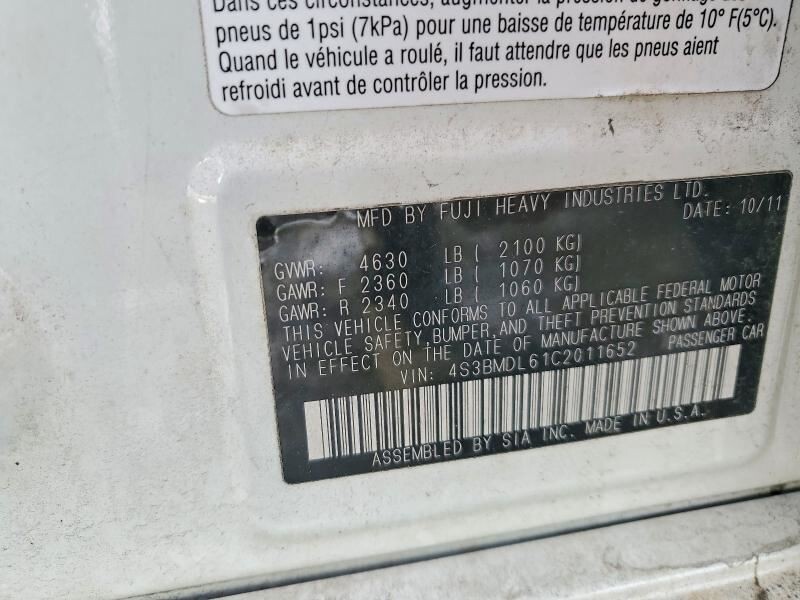 pneus de 1psi (7kPa) pour une baisse de température de 10° F(5°C).
Quand le véhicule a roulé, il faut attendre que les pneus aient
refroidi avant de contrôler la pression.
MFD BY FUJI HEAVY INDUSTRIES LTD.
DATE: 10/11
GVWR: 4630 LB ( 2100 KG)
GAWR: F 2360 LB ( 1070 KG)
GAWR: R 2340 LB ( 1060 KG)
THIS VEHICLE CONFORMS TO ALL APPLICABLE FEDERAL MOTOR
VEHICLE SAFETY, BUMPER, AND THEFT PREVENTION STANDARDS
IN EFFECT ON THE DATE OF MANUFACTURE SHOWN ABOVE.
VIN: 4S3BMDL61C2011652 PASSENGER CAR
ASSEMBLED BY SIA INC. MADE IN U.S.A.